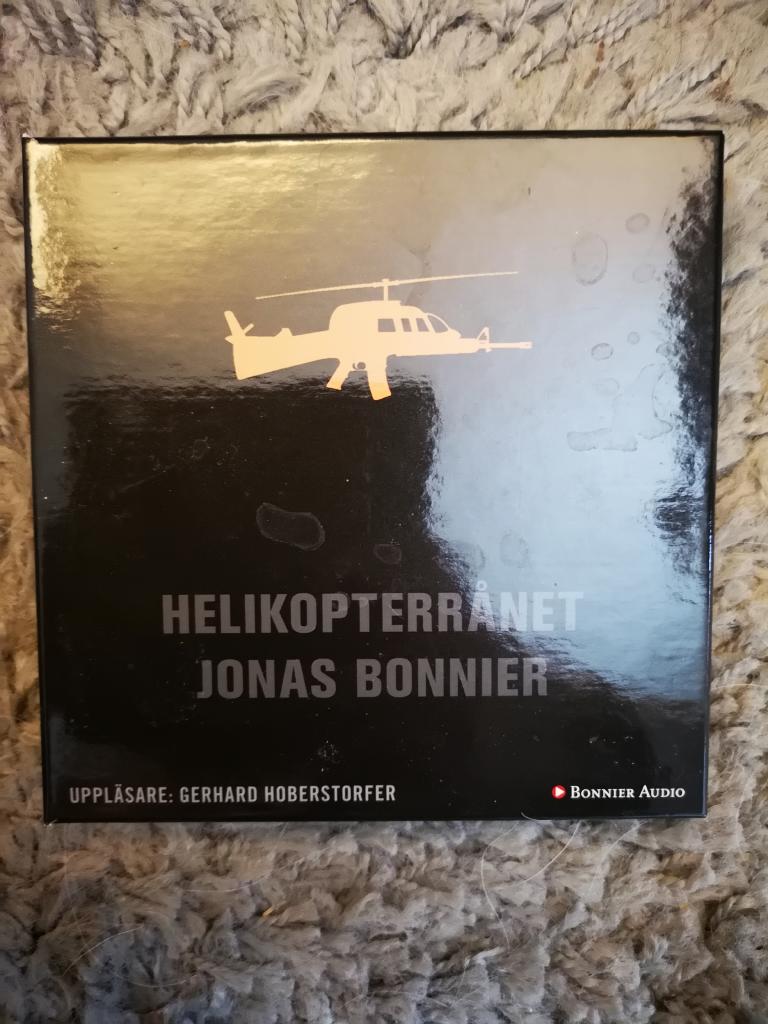 HELIKOPTERRÅNET
JONAS BONNIER
UPPLÄSARE: GERHARD HOBERSTORFER
BONNIER AUDIO